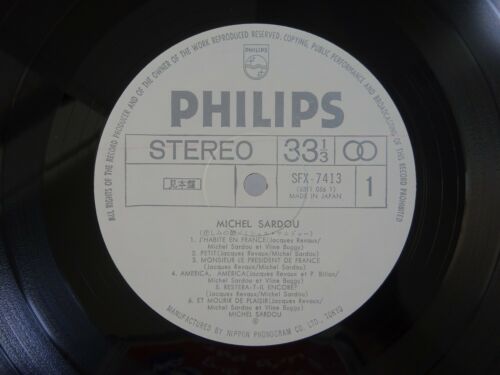 ALL RIGHTS OF THE RECORD PRODUCER AND OF THE OWNER OF THE WORK REPRODUCED RESERVED. COPYING, PUBLIC PERFORMANCE AND BROADCASTING OF THIS RECORD PROHIBITED
PHILIPS
PHILIPS
STEREO 33 1/3
見本盤 SFX-7413 1
MADE IN JAPAN
MICHEL SARDOU
1. J'HABITE EN FRANCE(Jacques Revaux/
Michel Sardou et Vline Buggy)
2. PETIT(Jacques Revaux/Michel Sardou)
3. MONSIEUR LE PRESIDENT DE FRANCE
(Jacques Revaux/Michel Sardou)
4. AMERICA, AMERICA(Jacques Revaux et P. Billon/
Michel Sardou et Vline Buggy)
5. RESTERA-T-IL ENCORE?
(Jacques Revaux/Michel Sardou)
6. ET MOURIR DE PLAISIR(Jacques Revaux/
Michel Sardou et Vline Buggy)
MICHEL SARDOU
Ⓟ
MANUFACTURED BY NIPPON PHONOGRAM CO. LTD., TOKYO